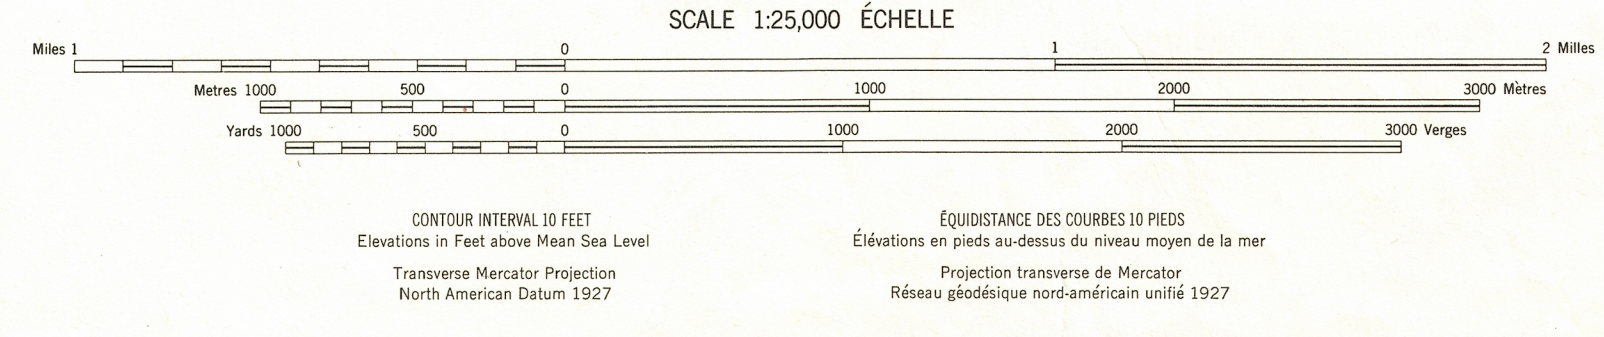 SCALE 1:25,000 ÉCHELLE
Miles 1 0 1 2 Milles
Metres 1000 500 0 1000 2000 3000 Mètres
Yards 1000 500 0 1000 2000 3000 Verges
CONTOUR INTERVAL 10 FEET
Elevations in Feet above Mean Sea Level
Transverse Mercator Projection
North American Datum 1927
ÉQUIDISTANCE DES COURBES 10 PIEDS
Élévations en pieds au-dessus du niveau moyen de la mer
Projection transverse de Mercator
Réseau géodésique nord-américain unifié 1927